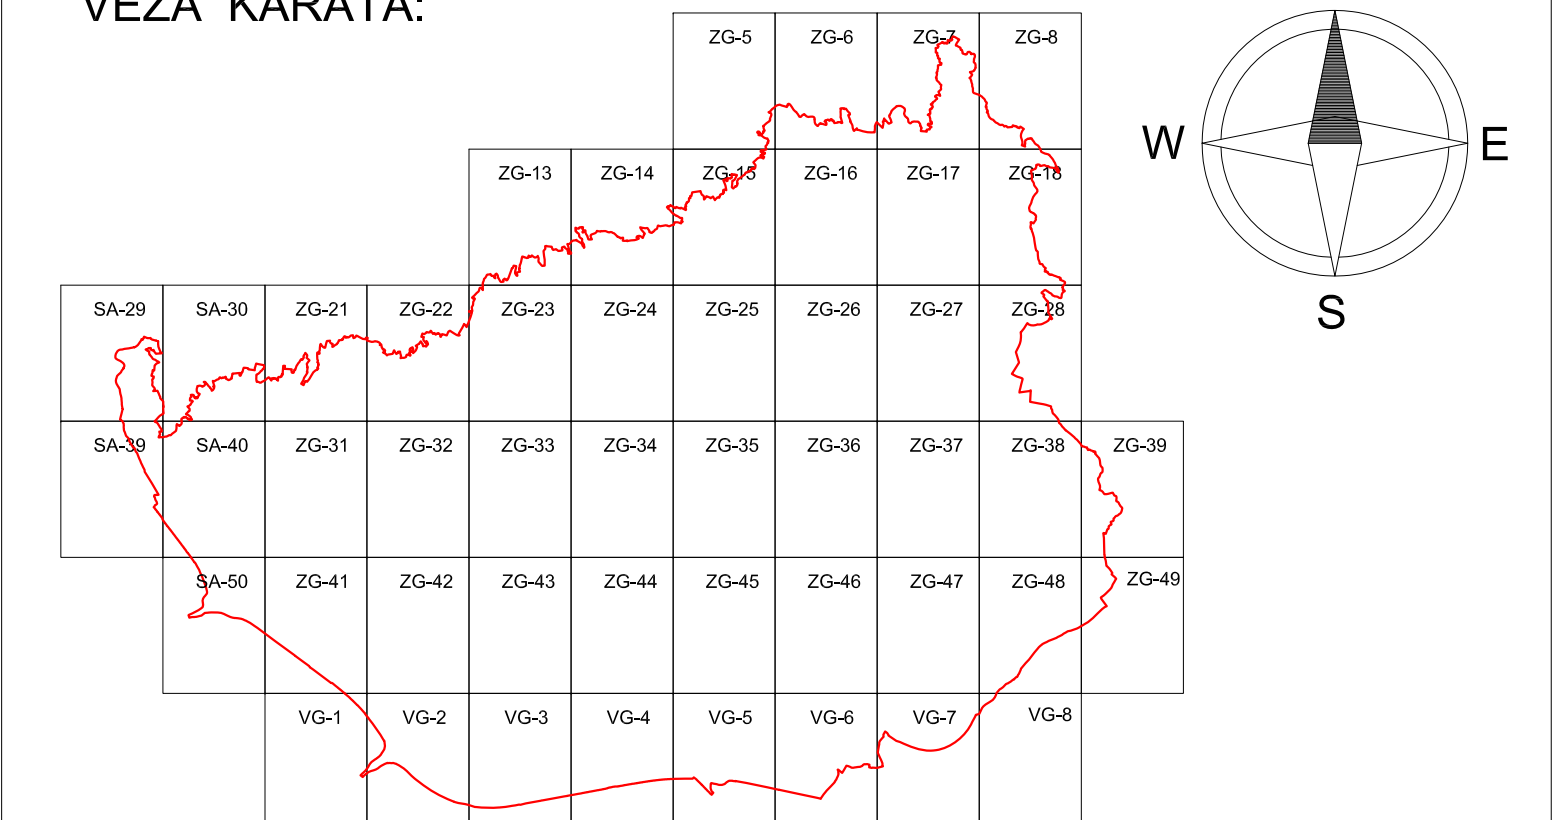 VEZA KARATA:
ZG-5 ZG-6 ZG-7 ZG-8
W E
S
ZG-13 ZG-14 ZG-15 ZG-16 ZG-17 ZG-18
SA-29 SA-30 ZG-21 ZG-22 ZG-23 ZG-24 ZG-25 ZG-26 ZG-27 ZG-28
SA-39 SA-40 ZG-31 ZG-32 ZG-33 ZG-34 ZG-35 ZG-36 ZG-37 ZG-38 ZG-39
SA-50 ZG-41 ZG-42 ZG-43 ZG-44 ZG-45 ZG-46 ZG-47 ZG-48 ZG-49
VG-1 VG-2 VG-3 VG-4 VG-5 VG-6 VG-7 VG-8